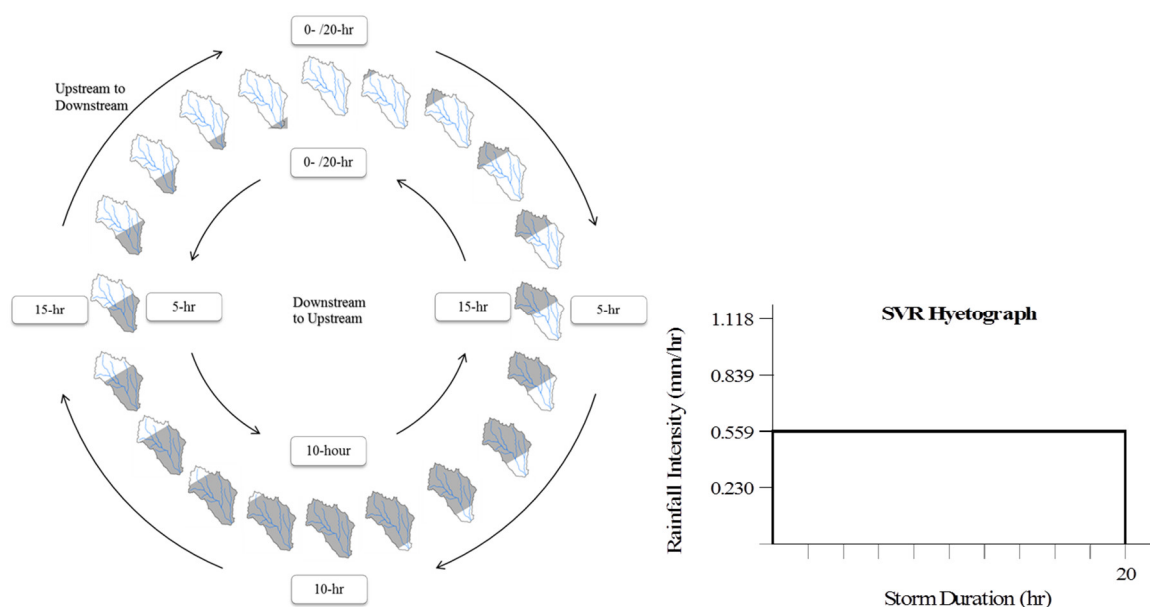 0- /20-hr
Upstream to
Downstream
0- /20-hr
15-hr
5-hr
Downstream
to Upstream
15-hr
5-hr
10-hour
10-hr
SVR Hyetograph
Rainfall Intensity (mm/hr)
1.118
0.839
0.559
0.230
20
Storm Duration (hr)